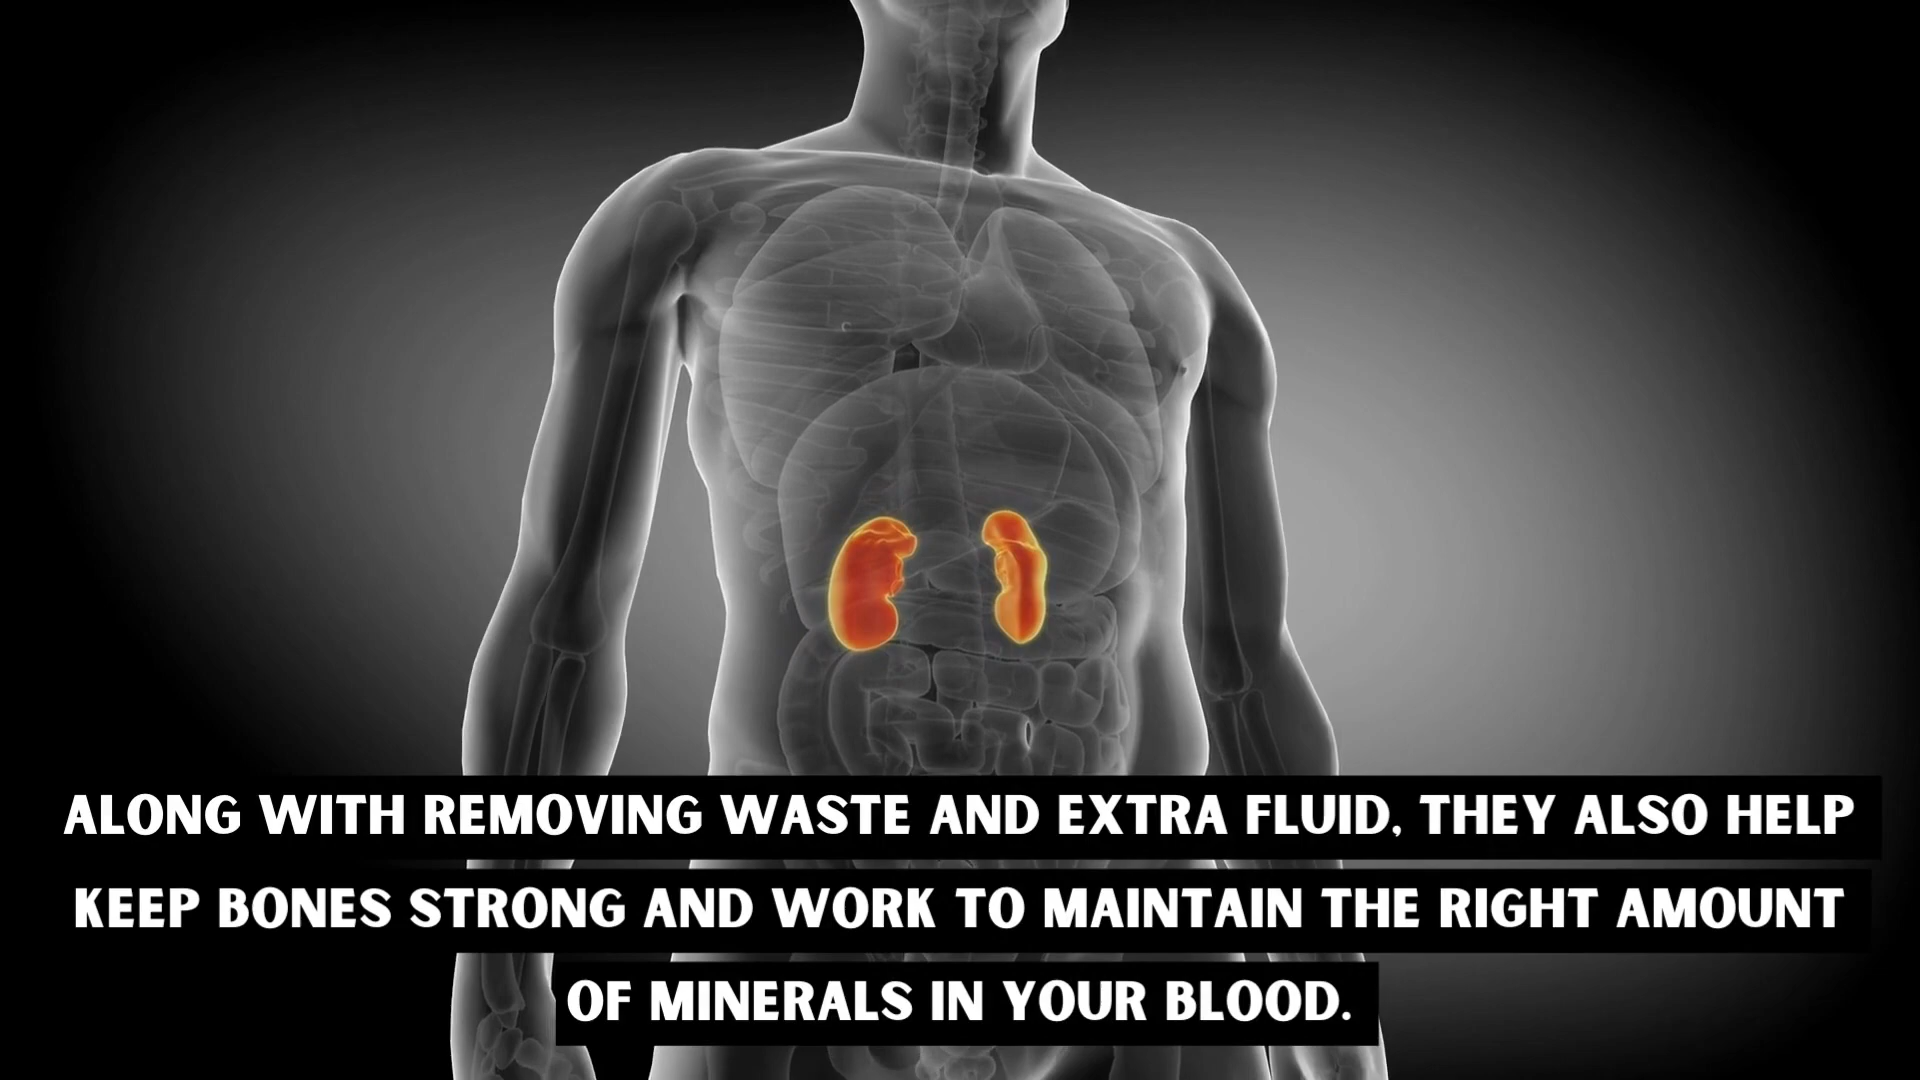 ALONG WITH REMOVING WASTE AND EXTRA FLUID, THEY ALSO HELP
KEEP BONES STRONG AND WORK TO MAINTAIN THE RIGHT AMOUNT
OF MINERALS IN YOUR BLOOD.